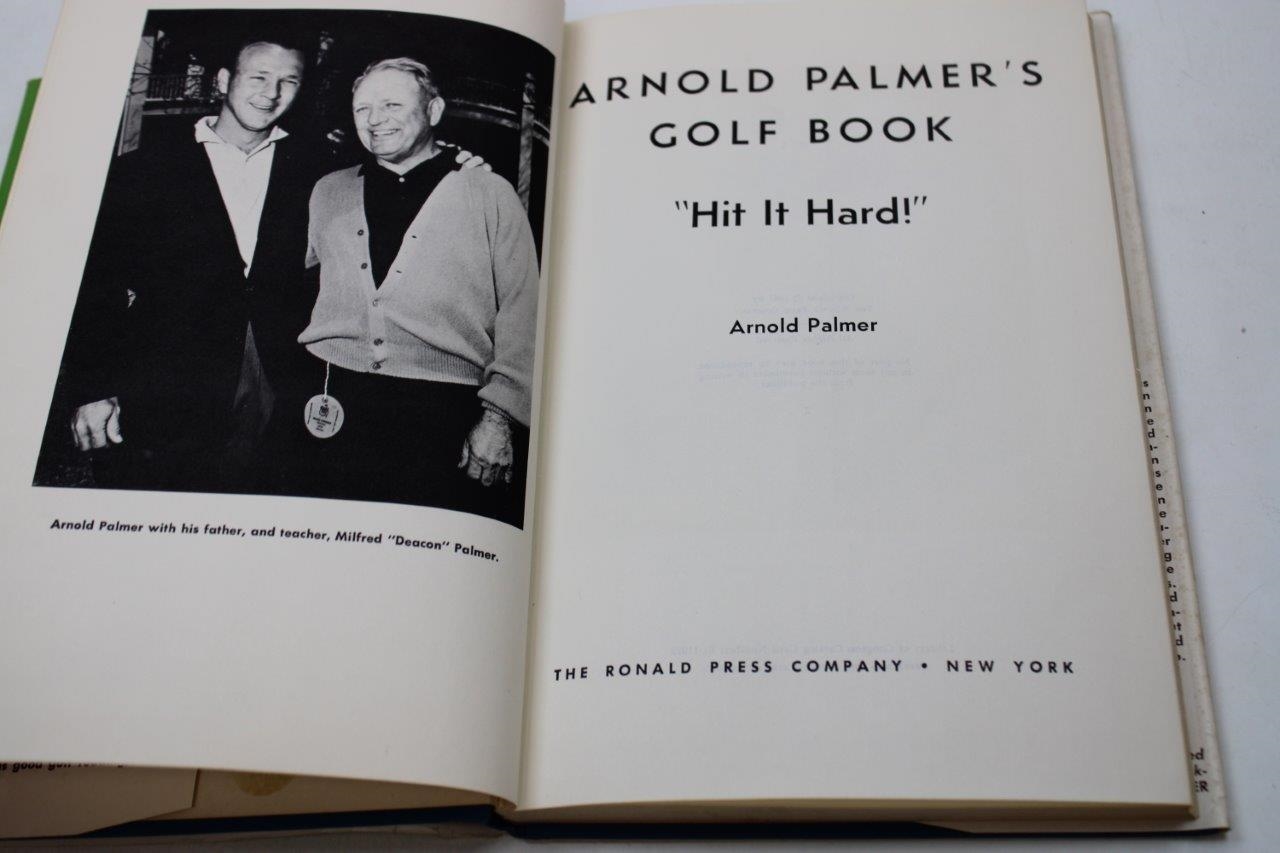 Arnold Palmer with his father, and teacher, Milfred "Deacon" Palmer.
ARNOLD PALMER'S
GOLF BOOK
"Hit It Hard!"
Arnold Palmer
THE RONALD PRESS COMPANY • NEW YORK